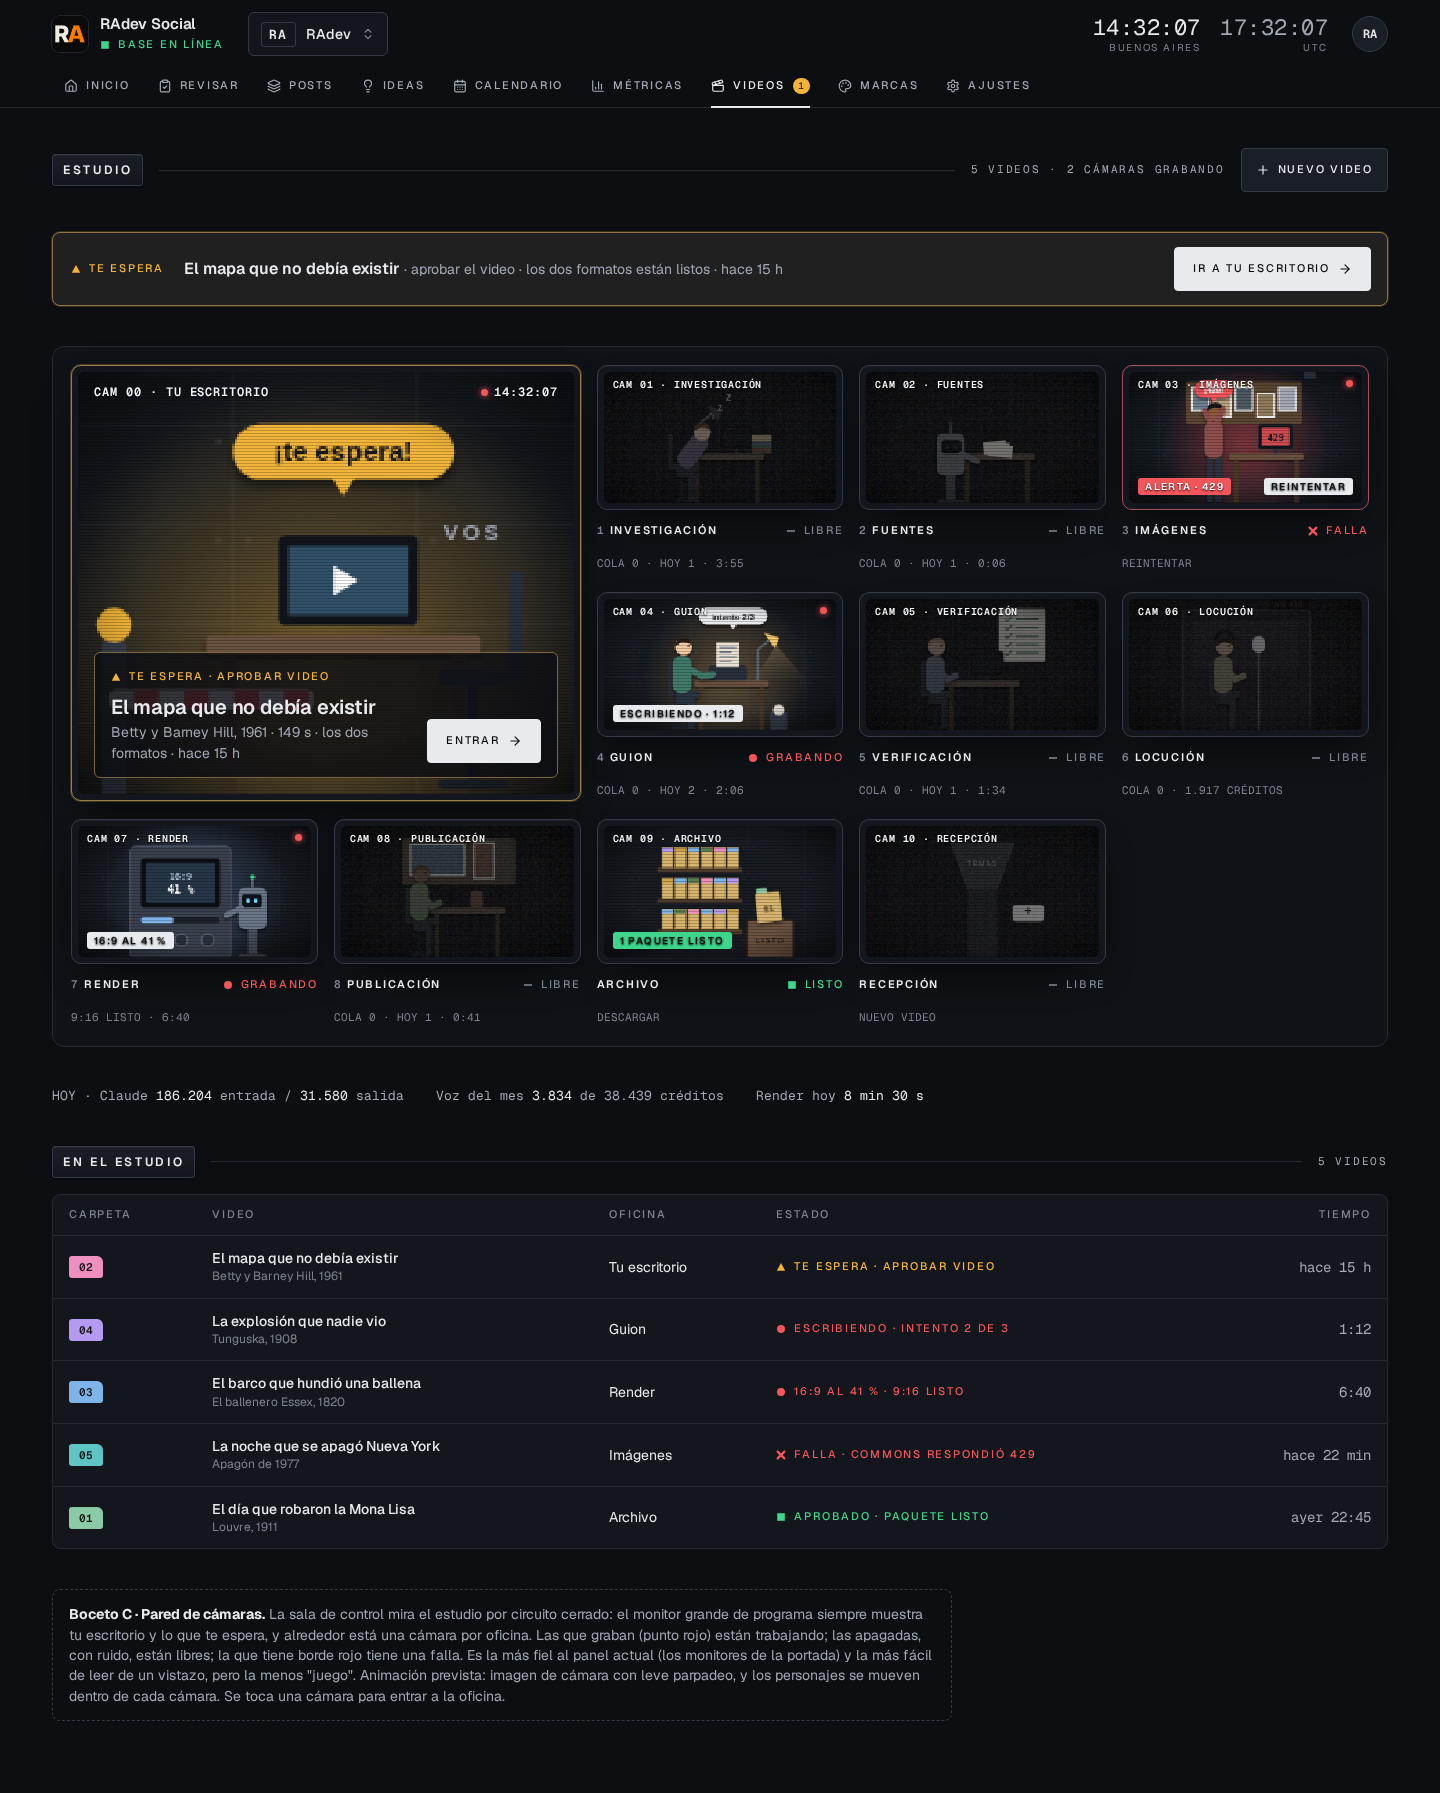 RA
RAdev Social
BASE EN LÍNEA
RA RAdev
14:32:07
BUENOS AIRES
17:32:07
UTC
RA
INICIO
REVISAR
POSTS
IDEAS
CALENDARIO
MÉTRICAS
VIDEOS 1
MARCAS
AJUSTES
ESTUDIO
5 VIDEOS · 2 CÁMARAS GRABANDO
+ NUEVO VIDEO
▲ TE ESPERA El mapa que no debía existir · aprobar el video · los dos formatos están listos · hace 15 h
IR A TU ESCRITORIO →
CAM 00 · TU ESCRITORIO
14:32:07
¡te espera!
VOS
▲ TE ESPERA · APROBAR VIDEO
El mapa que no debía existir
Betty y Barney Hill, 1961 · 149 s · los dos
formatos · hace 15 h
ENTRAR →
CAM 01 · INVESTIGACIÓN
z
z
1 INVESTIGACIÓN
— LIBRE
COLA 0 · HOY 1 · 3:55
CAM 02 · FUENTES
2 FUENTES
— LIBRE
COLA 0 · HOY 1 · 0:06
CAM 03 · IMÁGENES
429
ALERTA · 429
REINTENTAR
3 IMÁGENES
FALLA
REINTENTAR
CAM 04 · GUION
intento 2/3
ESCRIBIENDO · 1:12
4 GUION
GRABANDO
COLA 0 · HOY 2 · 2:06
CAM 05 · VERIFICACIÓN
5 VERIFICACIÓN
— LIBRE
COLA 0 · HOY 1 · 1:34
CAM 06 · LOCUCIÓN
6 LOCUCIÓN
— LIBRE
COLA 0 · 1.917 CRÉDITOS
CAM 07 · RENDER
16:9
41 %
16:9 AL 41 %
7 RENDER
GRABANDO
9:16 LISTO · 6:40
CAM 08 · PUBLICACIÓN
8 PUBLICACIÓN
— LIBRE
COLA 0 · HOY 1 · 0:41
CAM 09 · ARCHIVO
01
LISTO
1 PAQUETE LISTO
ARCHIVO
LISTO
DESCARGAR
CAM 10 · RECEPCIÓN
TEMAS
+
RECEPCIÓN
— LIBRE
NUEVO VIDEO
HOY · Claude 186.204 entrada / 31.580 salida Voz del mes 3.834 de 38.439 créditos Render hoy 8 min 30 s
EN EL ESTUDIO
5 VIDEOS
CARPETA VIDEO OFICINA ESTADO TIEMPO
02 El mapa que no debía existir Tu escritorio ▲ TE ESPERA · APROBAR VIDEO hace 15 h
Betty y Barney Hill, 1961
04 La explosión que nadie vio Guion ESCRIBIENDO · INTENTO 2 DE 3 1:12
Tunguska, 1908
03 El barco que hundió una ballena Render 16:9 AL 41 % · 9:16 LISTO 6:40
El ballenero Essex, 1820
05 La noche que se apagó Nueva York Imágenes FALLA · COMMONS RESPONDIÓ 429 hace 22 min
Apagón de 1977
01 El día que robaron la Mona Lisa Archivo APROBADO · PAQUETE LISTO ayer 22:45
Louvre, 1911
Boceto C · Pared de cámaras. La sala de control mira el estudio por circuito cerrado: el monitor grande de programa siempre muestra
tu escritorio y lo que te espera, y alrededor está una cámara por oficina. Las que graban (punto rojo) están trabajando; las apagadas,
con ruido, están libres; la que tiene borde rojo tiene una falla. Es la más fiel al panel actual (los monitores de la portada) y la más fácil
de leer de un vistazo, pero la menos "juego". Animación prevista: imagen de cámara con leve parpadeo, y los personajes se mueven
dentro de cada cámara. Se toca una cámara para entrar a la oficina.